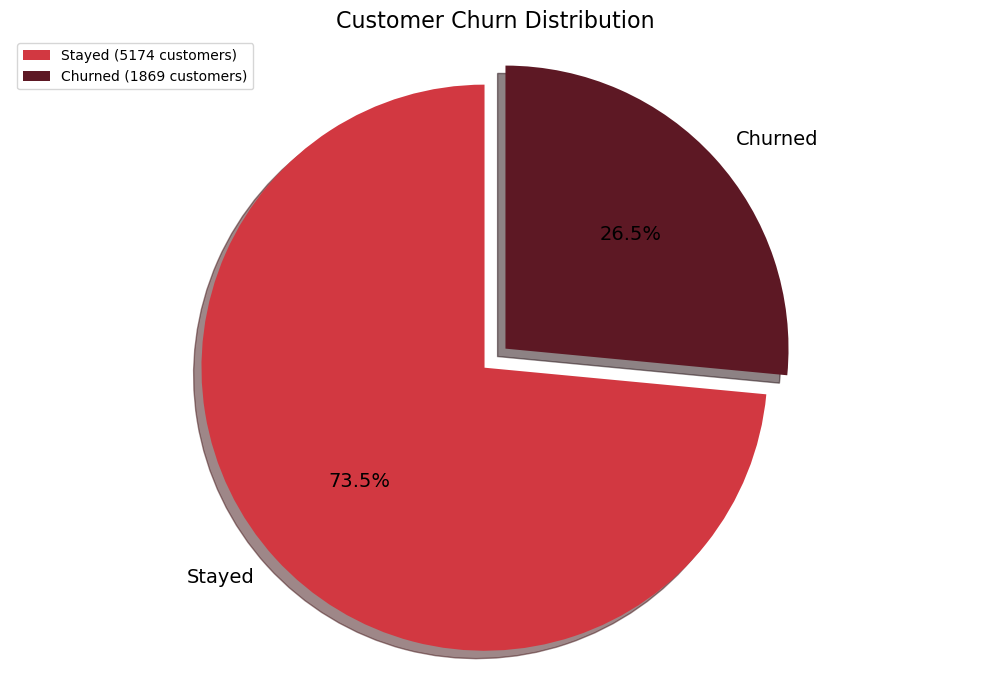 Customer Churn Distribution
Stayed (5174 customers)
Churned (1869 customers)
Churned
26.5%
73.5%
Stayed